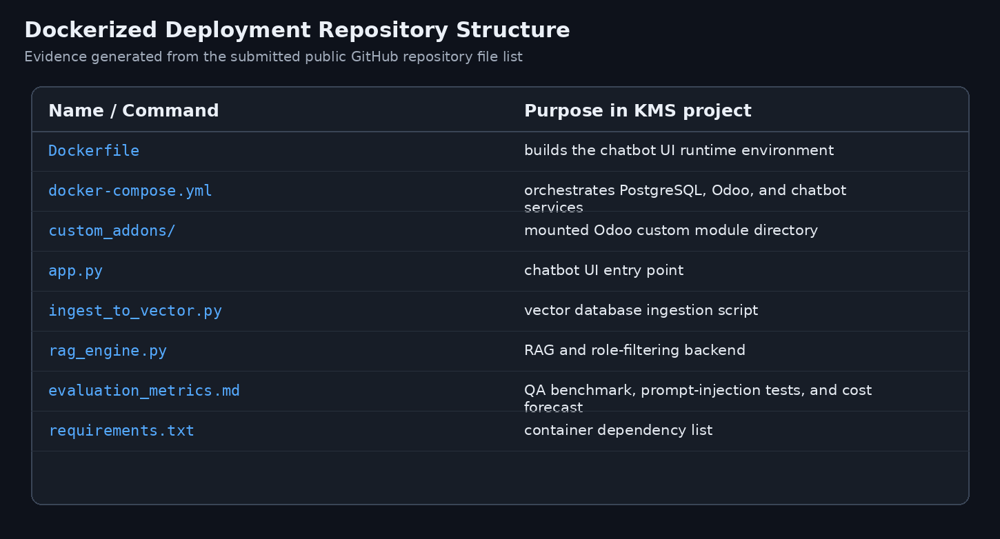 Dockerized Deployment Repository Structure
Evidence generated from the submitted public GitHub repository file list
Name / Command Purpose in KMS project
Dockerfile builds the chatbot UI runtime environment
docker-compose.yml orchestrates PostgreSQL, Odoo, and chatbot
services
custom_addons/ mounted Odoo custom module directory
app.py chatbot UI entry point
ingest_to_vector.py vector database ingestion script
rag_engine.py RAG and role-filtering backend
evaluation_metrics.md QA benchmark, prompt-injection tests, and cost
forecast
requirements.txt container dependency list